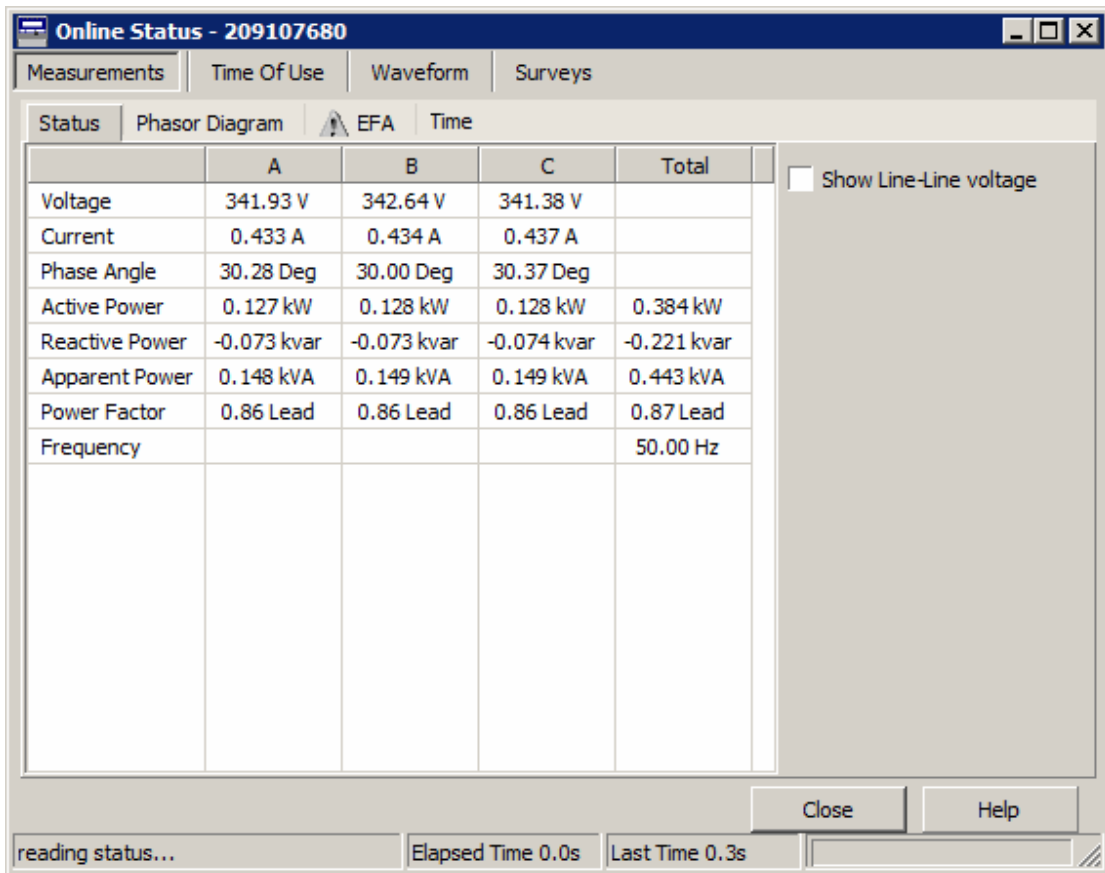 Online Status - 209107680
Measurements Time Of Use Waveform Surveys
Status Phasor Diagram EFA Time
A B C Total
Show Line-Line voltage
Voltage 341.93 V 342.64 V 341.38 V
Current 0.433 A 0.434 A 0.437 A
Phase Angle 30.28 Deg 30.00 Deg 30.37 Deg
Active Power 0.127 kW 0.128 kW 0.128 kW 0.384 kW
Reactive Power -0.073 kvar -0.073 kvar -0.074 kvar -0.221 kvar
Apparent Power 0.148 kVA 0.149 kVA 0.149 kVA 0.443 kVA
Power Factor 0.86 Lead 0.86 Lead 0.86 Lead 0.87 Lead
Frequency 50.00 Hz
Close Help
reading status... Elapsed Time 0.0s Last Time 0.3s